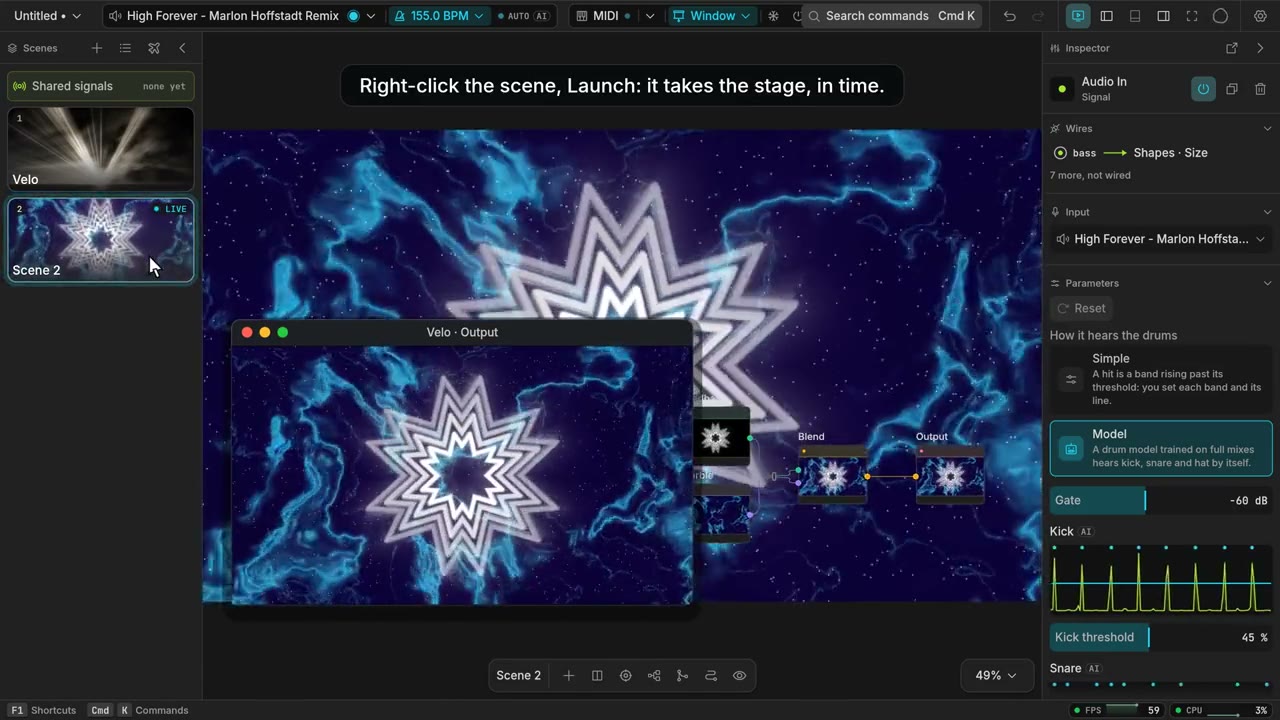 Untitled
High Forever - Marlon Hoffstadt Remix
155.0 BPM
AUTO AI
MIDI
Window
Search commands Cmd K
Scenes
Shared signals none yet
1
Velo
2
LIVE
Scene 2
Right-click the scene, Launch: it takes the stage, in time.
Velo · Output
Blend
Output
Scene 2
49%
Inspector
Audio In
Signal
Wires
bass
Shapes · Size
7 more, not wired
Input
High Forever - Marlon Hoffsta...
Parameters
Reset
How it hears the drums
Simple
A hit is a band rising past its
threshold: you set each band and its
line.
Model
A drum model trained on full mixes
hears kick, snare and hat by itself.
Gate -60 dB
Kick AI
Kick threshold 45 %
Snare AI
F1 Shortcuts Cmd K Commands
FPS 59 CPU 3%